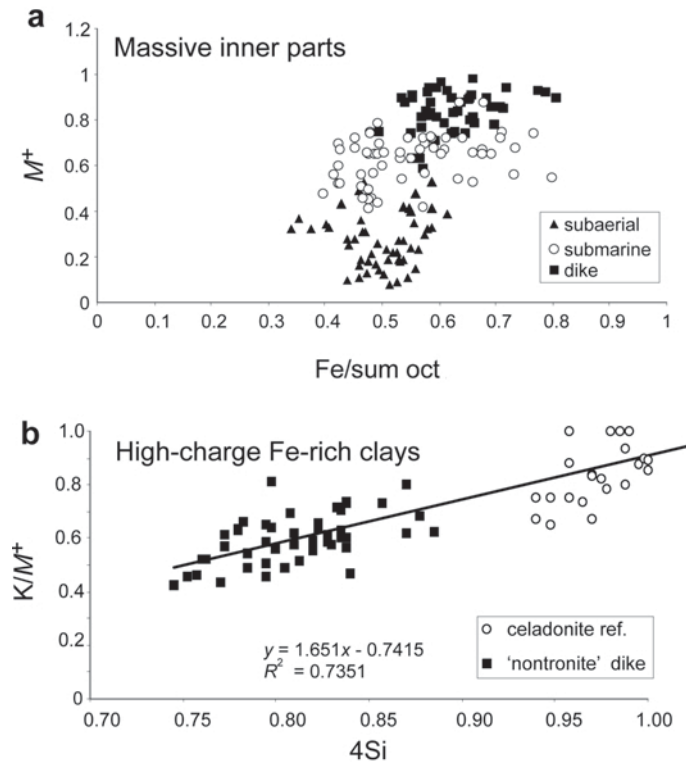 a
Massive inner parts
M+
1.2
1
0.8
0.6
0.4
0.2
0
0 0.1 0.2 0.3 0.4 0.5 0.6 0.7 0.8 0.9 1
Fe/sum oct
subaerial
submarine
dike
b
High-charge Fe-rich clays
K/M+
1.0
0.8
0.6
0.4
0.2
0
0.70 0.75 0.80 0.85 0.90 0.95 1.00
4Si
y = 1.651x - 0.7415
R² = 0.7351
celadonite ref.
'nontronite' dike